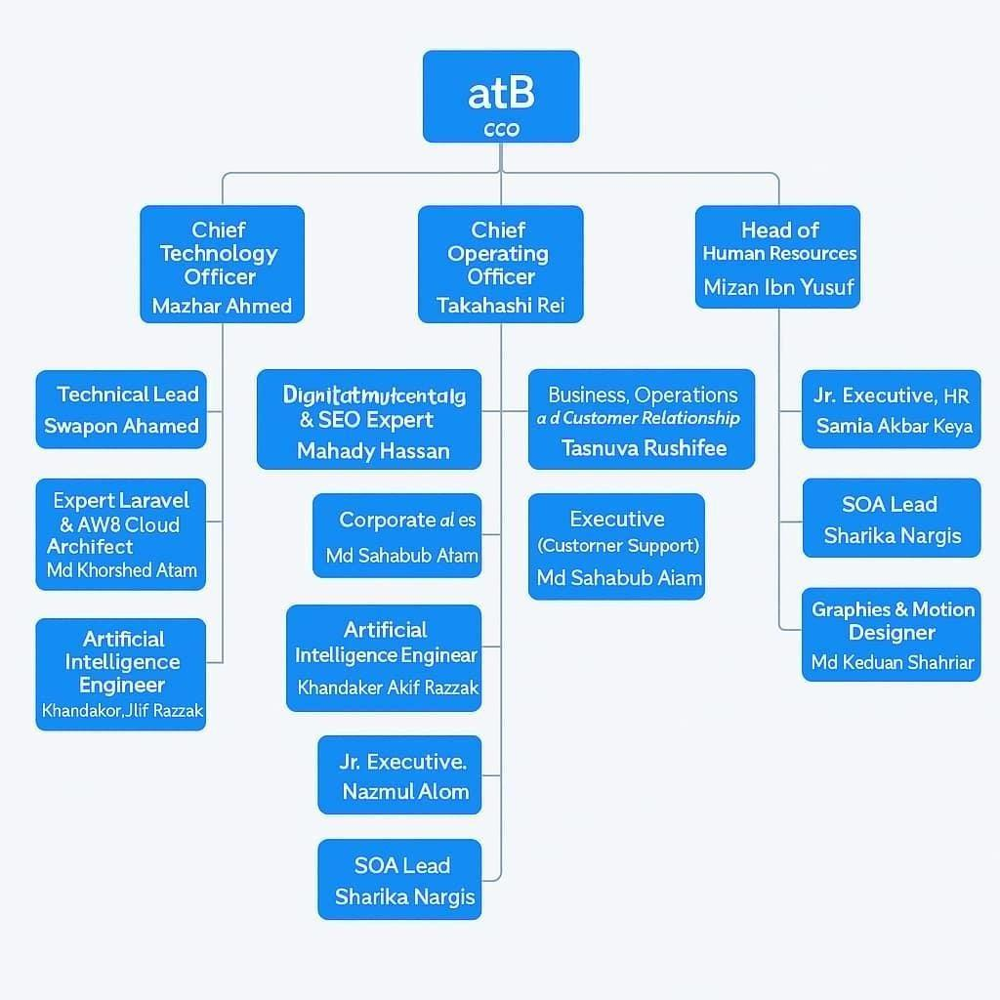 atB
CCO
Chief
Technology
Officer
Mazhar Ahmed
Chief
Operating
Officer
Takahashi Rei
Head of
Human Resources
Mizan Ibn Yusuf
Technical Lead
Swapon Ahamed
Expert Laravel
& AW8 Cloud
Architect
Md Khorshed Atam
Artificial
Intelligence
Engineer
Khandakor,Jlif Razzak
& SEO Expert
Mahady Hassan
Corporate al es
Md Sahabub Atam
Artificial
Intelligence Enginear
Khandaker Akif Razzak
Jr. Executive.
Nazmul Alom
SOA Lead
Sharika Nargis
Business, Operations
a d Customer Relationship
Tasnuva Rushifee
Executive
(Custorner Support)
Md Sahabub Aiam
Jr. Executive, HR
Samia Akbar Keya
SOA Lead
Sharika Nargis
Graphies & Motion
Designer
Md Keduan Shahriar